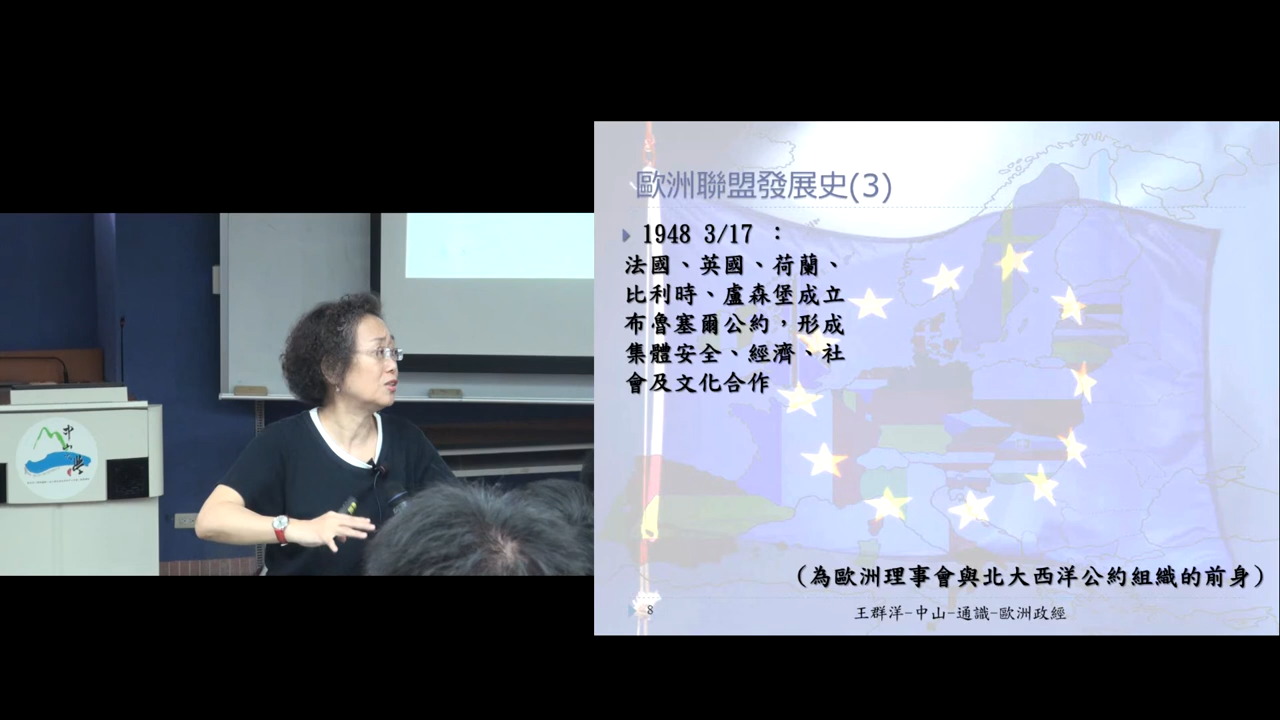 歐洲聯盟發展史(3)
1948 3/17 ：
法國、英國、荷蘭、
比利時、盧森堡成立
布魯塞爾公約，形成
集體安全、經濟、社
會及文化合作
(為歐洲理事會與北大西洋公約組織的前身)
8
王群洋-中山-通識-歐洲政經
中山